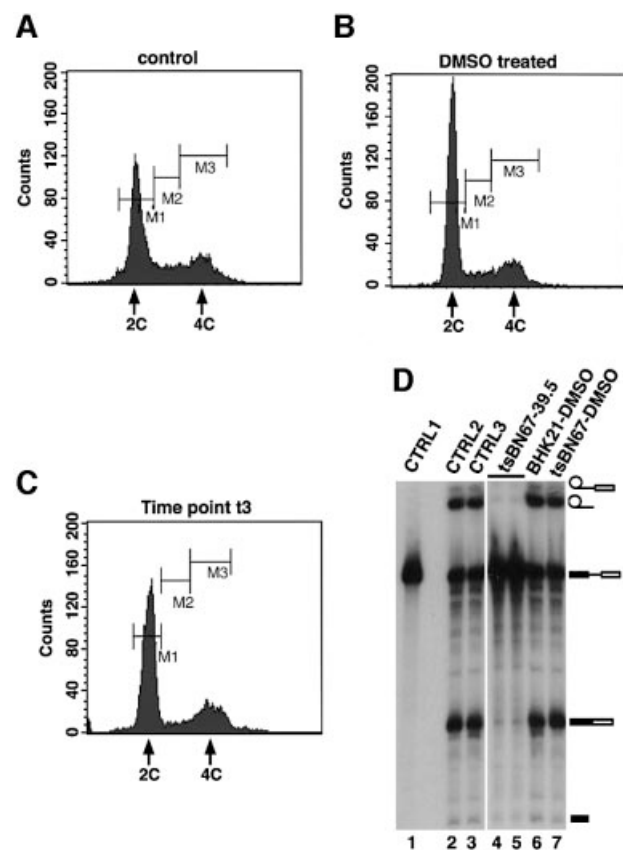 A
control
200
160
120
80
40
0
Counts
M1
M2
M3
2C
4C
B
DMSO treated
200
160
120
80
40
0
Counts
M1
M2
M3
2C
4C
C
Time point t3
200
160
120
80
40
0
Counts
M1
M2
M3
2C
4C
D
CTRL1
CTRL2
CTRL3
tsBN67-39.5
BHK21-DMSO
tsBN67-DMSO
1 2 3 4 5 6 7